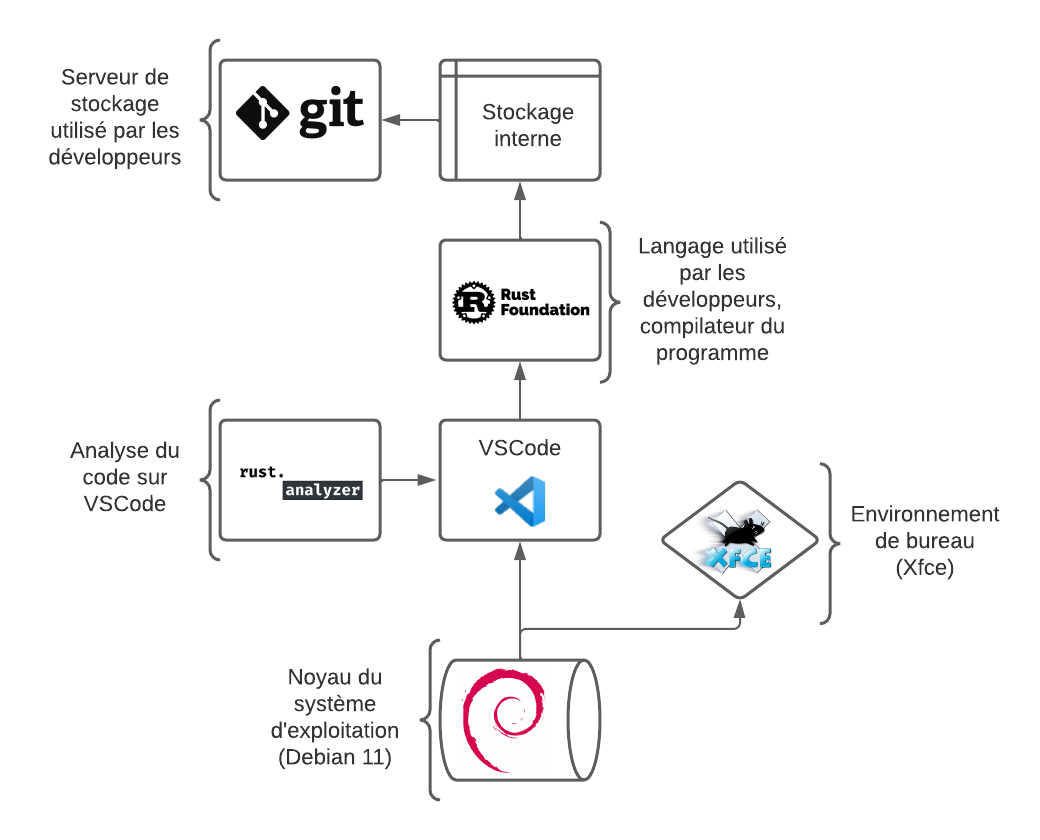 Serveur de
stockage
utilisé par les
développeurs
git
Stockage
interne
Rust
Foundation
Langage utilisé
par les
développeurs,
compilateur du
programme
Analyse du
code sur
VSCode
rust.
analyzer
VSCode
XFCE
Environnement
de bureau
(Xfce)
Noyau du
système
d'exploitation
(Debian 11)